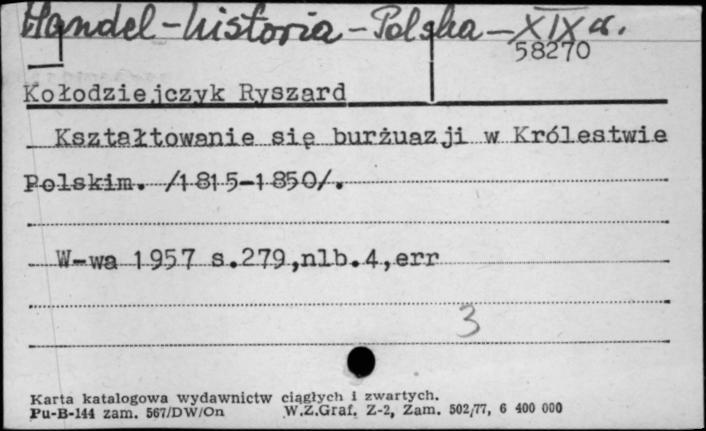 Handel-historia-Polska-XIX w.
58270
Kołodziejczyk Ryszard
Kształtowanie się burżuazji w Królestwie
Polskim. /1815-1850/.
W-wa 1957 s.279,nlb.4,err
3
Karta katalogowa wydawnictw ciągłych i zwartych.
Pu-B-144 zam. 567/DW/On W.Z.Graf. Z-2, Zam. 502/77, 6 400 000